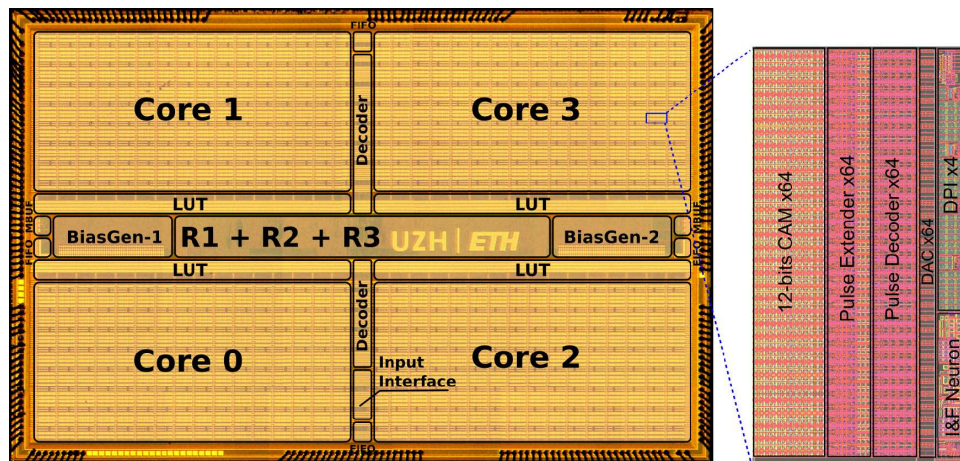 FIFO
Core 1
Decoder
Core 3
LUT
LUT
MBUF
FIFO
BiasGen-1
R1 + R2 + R3
UZH | ETH
BiasGen-2
MBUF
FIFO
LUT
LUT
Core 0
Decoder
Input
Interface
Core 2
FIFO
12-bits CAM x64
Pulse Extender x64
Pulse Decoder x64
DAC x64
DPI x4
I&F Neuron